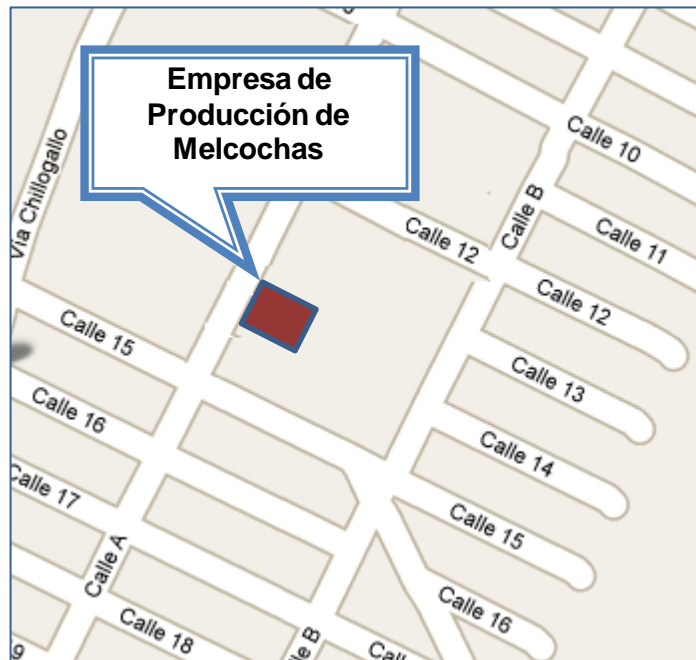 Empresa de
Producción de
Melcochas
Calle 10
Vía Chillogallo
Calle B
Calle 11
Calle 12
Calle 12
Calle 15
Calle 13
Calle 16
Calle 14
Calle 17
Calle 15
Calle A
Calle 16
Calle 18
B